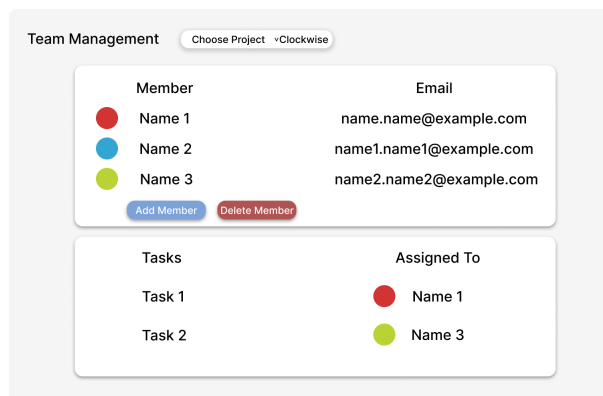 Team Management Choose Project ˅Clockwise
Member Email
Name 1 name.name@example.com
Name 2 name1.name1@example.com
Name 3 name2.name2@example.com
Add Member Delete Member
Tasks Assigned To
Task 1 Name 1
Task 2 Name 3